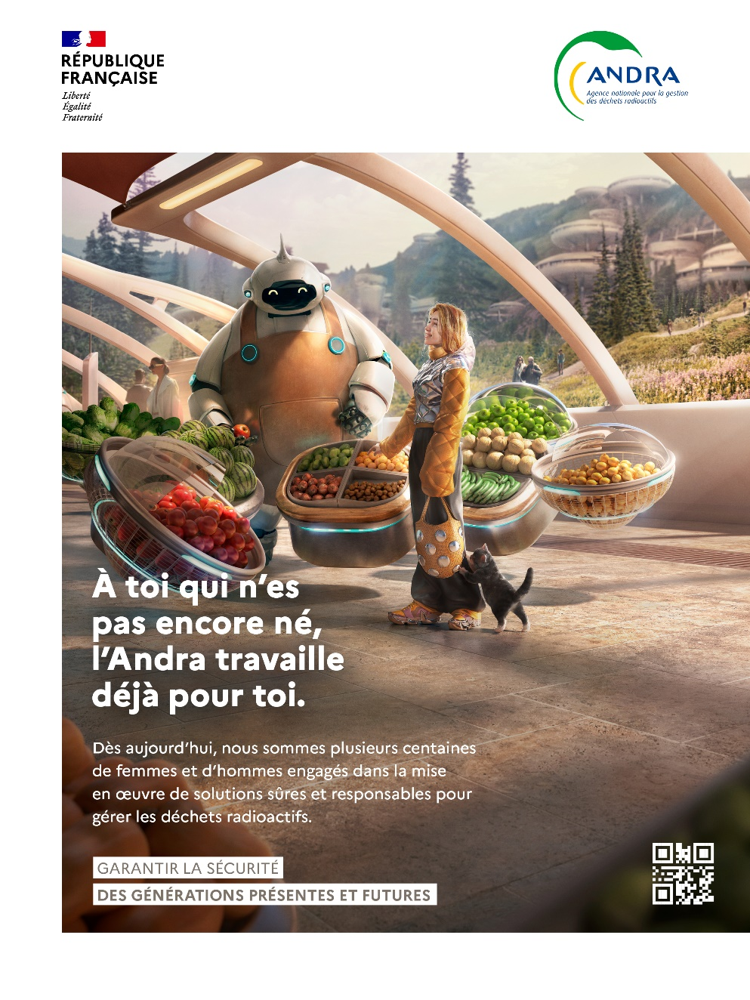 RÉPUBLIQUE
FRANÇAISE
Liberté
Égalité
Fraternité
ANDRA
Agence nationale pour la gestion
des déchets radioactifs
À toi qui n’es
pas encore né,
l’Andra travaille
déjà pour toi.
Dès aujourd’hui, nous sommes plusieurs centaines
de femmes et d’hommes engagés dans la mise
en œuvre de solutions sûres et responsables pour
gérer les déchets radioactifs.
GARANTIR LA SÉCURITÉ
DES GÉNÉRATIONS PRÉSENTES ET FUTURES